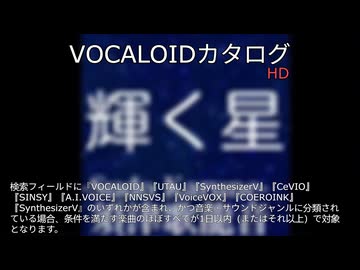 VOCALOIDカタログ
HD
輝く星
検索フィールドに『VOCALOID』『UTAU』『SynthesizerV』『CeVIO』
『SINSY』『A.I.VOICE』『NNSVS』『VoiceVOX』『COEROINK』
『SynthesizerV』のいずれかが含まれ、かつ音楽・サウンドジャンルに分類され
ている場合、条件を満たす楽曲のほぼすべてが1日以内（またはそれ以上）で対象
となります。